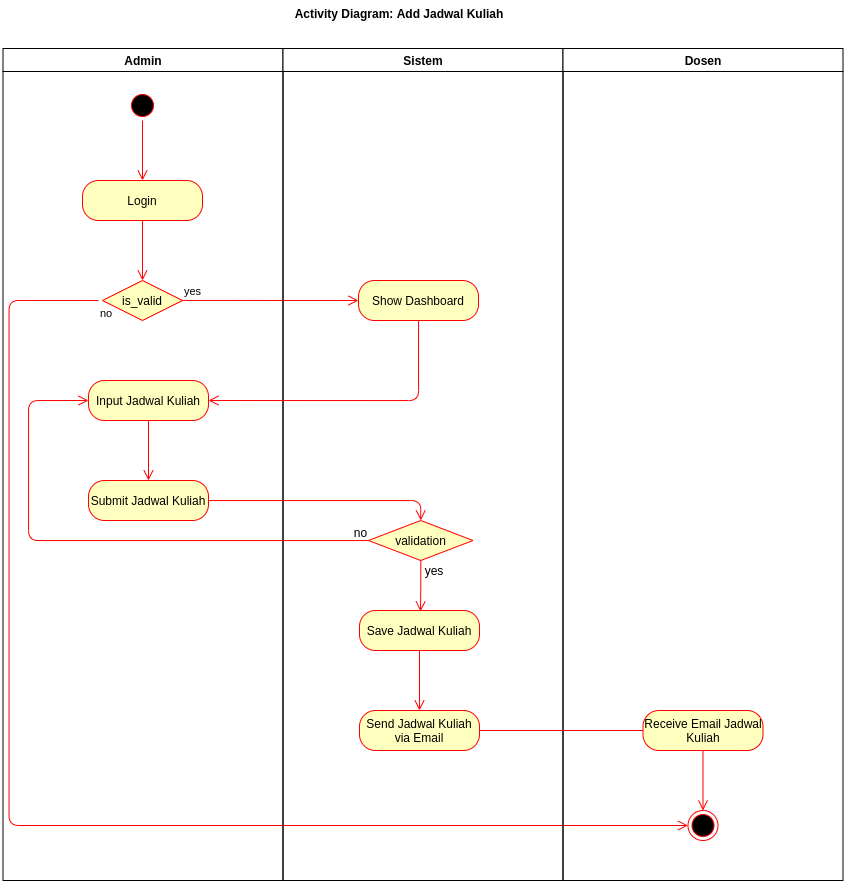 Activity Diagram: Add Jadwal Kuliah
Admin
Sistem
Dosen
Login
is_valid
yes
no
Show Dashboard
Input Jadwal Kuliah
Submit Jadwal Kuliah
no
validation
yes
Save Jadwal Kuliah
Send Jadwal Kuliah
via Email
Receive Email Jadwal
Kuliah